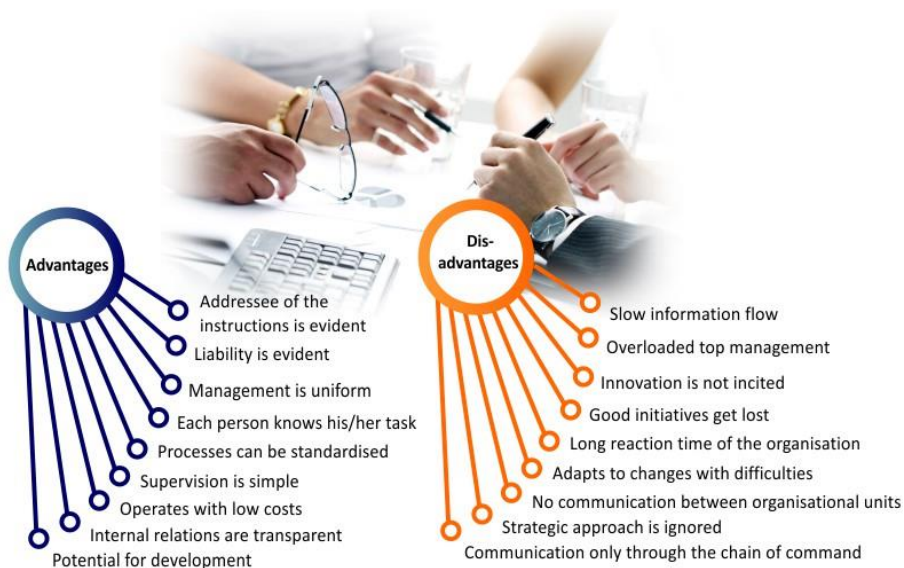 Advantages
Addressee of the
instructions is evident
Liability is evident
Management is uniform
Each person knows his/her task
Processes can be standardised
Supervision is simple
Operates with low costs
Internal relations are transparent
Potential for development
Dis-
advantages
Slow information flow
Overloaded top management
Innovation is not incited
Good initiatives get lost
Long reaction time of the organisation
Adapts to changes with difficulties
No communication between organisational units
Strategic approach is ignored
Communication only through the chain of command